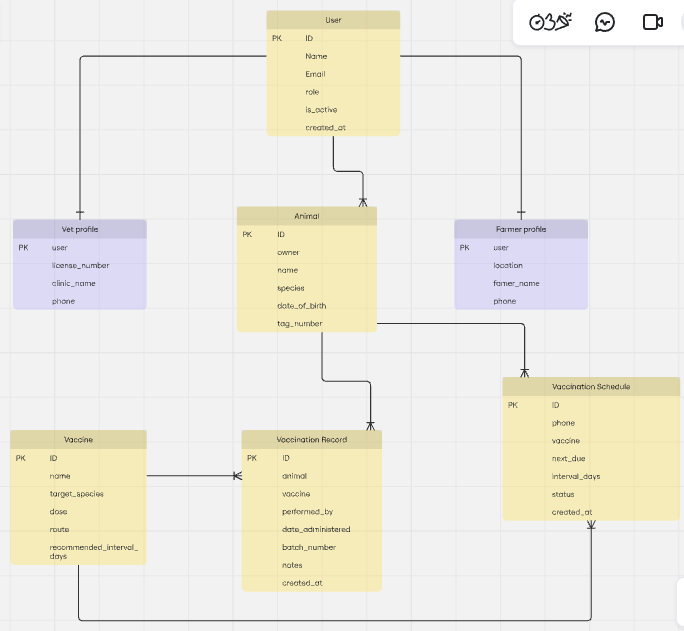 User
PK ID
Name
Email
role
is_active
created_at
Vet profile
PK user
license_number
clinic_name
phone
Animal
PK ID
owner
name
species
date_of_birth
tag_number
Farmer profile
PK user
location
famer_name
phone
Vaccination Schedule
PK ID
phone
vaccine
next_due
interval_days
status
created_at
Vaccine
PK ID
name
target_species
dose
route
recommended_interval_
days
Vaccination Record
PK ID
animal
vaccine
performed_by
date_administered
batch_number
notes
created_at